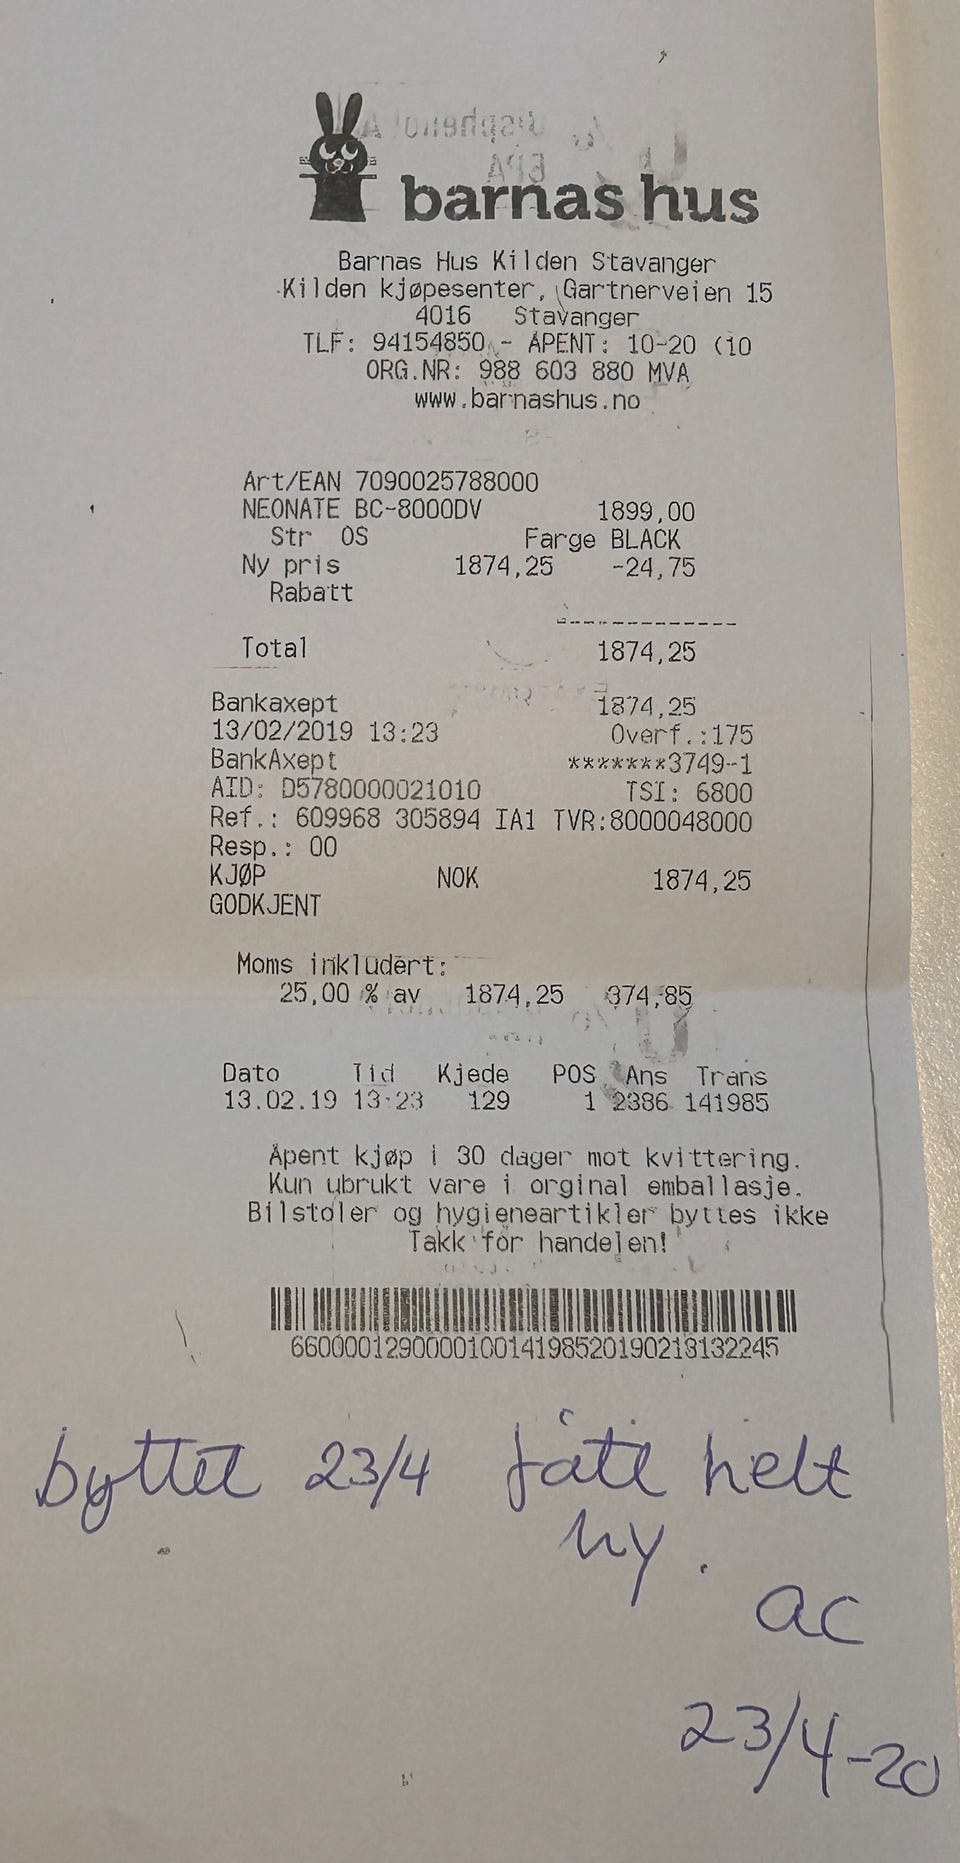 barnas hus
Barnas Hus Kilden Stavanger
Kilden kjøpesenter, Gartnerveien 15
4016 Stavanger
TLF: 94154850 - ÅPENT: 10-20 (10
ORG.NR: 988 603 880 MVA
www.barnashus.no
Art/EAN 7090025788000
NEONATE BC-8000DV 1899,00
Str OS Farge BLACK
Ny pris 1874,25 -24,75
Rabatt
Total 1874,25
Bankaxept 1874,25
13/02/2019 13:23 Overf.:175
BankAxept *******3749-1
AID: D5780000021010 TSI: 6800
Ref.: 609968 305894 IA1 TVR:8000048000
Resp.: 00
KJØP NOK 1874,25
GODKJENT
Moms inkludert:
25,00 % av 1874,25 374,85
Dato Tid Kjede POS Ans Trans
13.02.19 13:23 129 1 2386 141985
Åpent kjøp i 30 dager mot kvittering.
Kun ubrukt vare i orginal emballasje.
Bilstoler og hygieneartikler byttes ikke
Takk for handelen!
660000129000010014198520190213132245
byttet 23/4 fått helt
ny.
ac
23/4-20